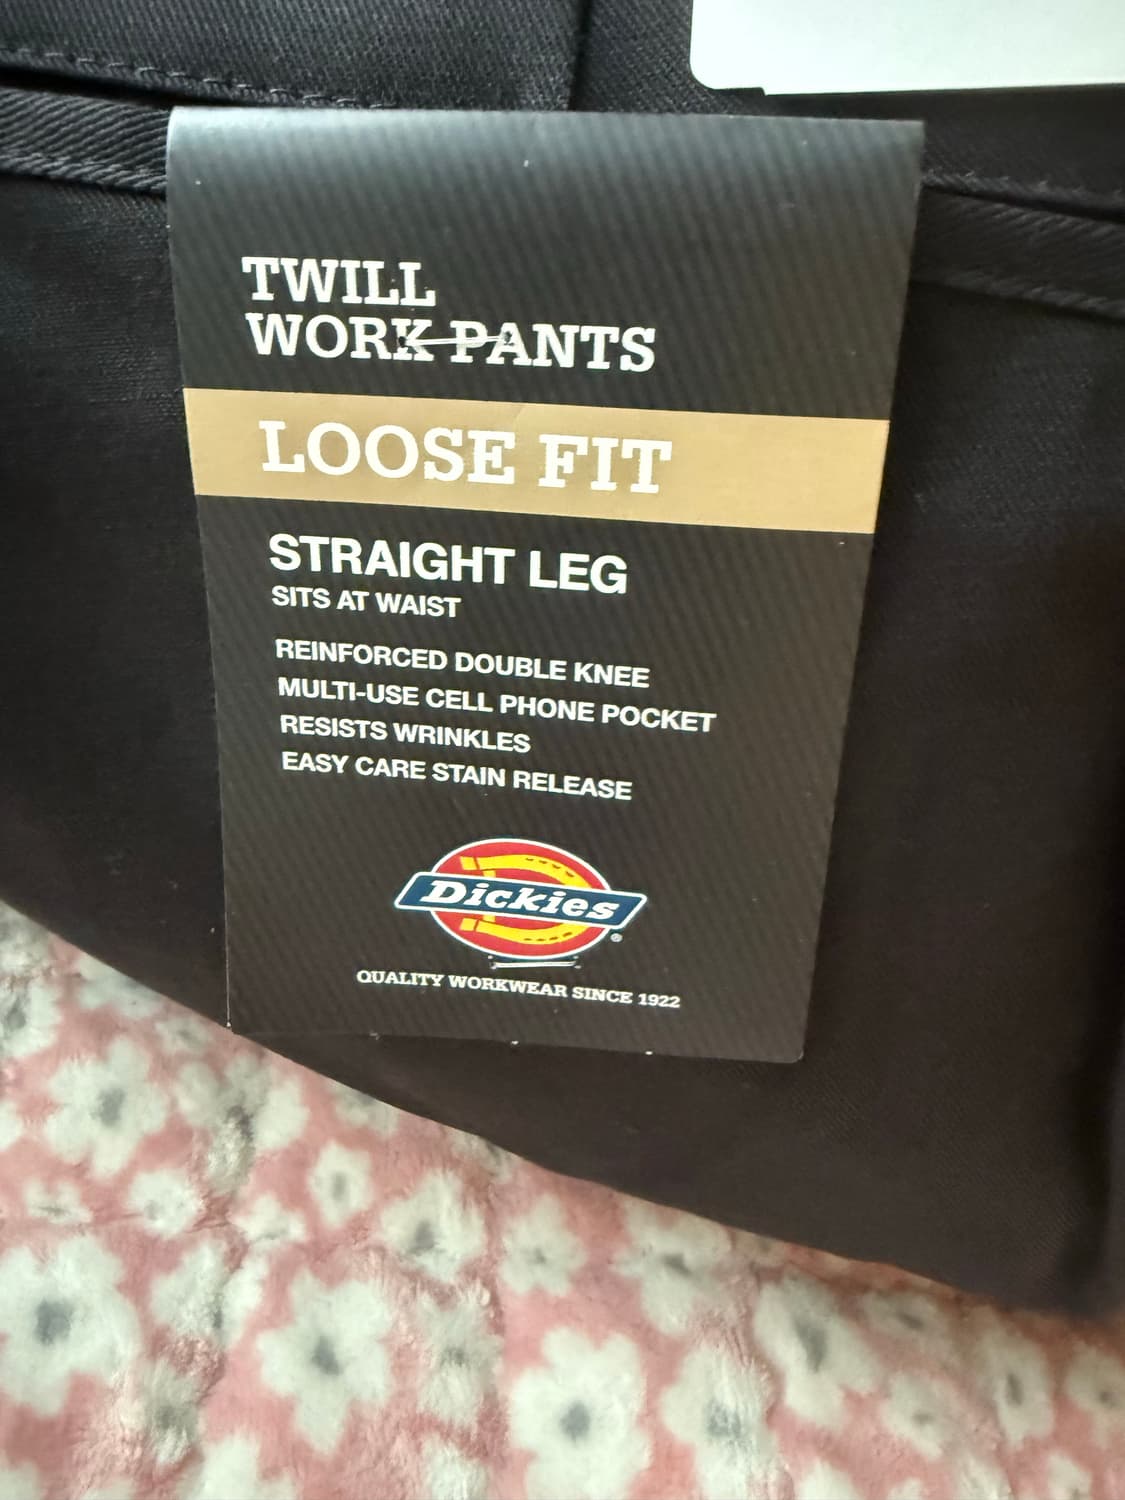 TWILL
WORK PANTS
LOOSE FIT
STRAIGHT LEG
SITS AT WAIST
REINFORCED DOUBLE KNEE
MULTI-USE CELL PHONE POCKET
RESISTS WRINKLES
EASY CARE STAIN RELEASE
Dickies®
QUALITY WORKWEAR SINCE 1922